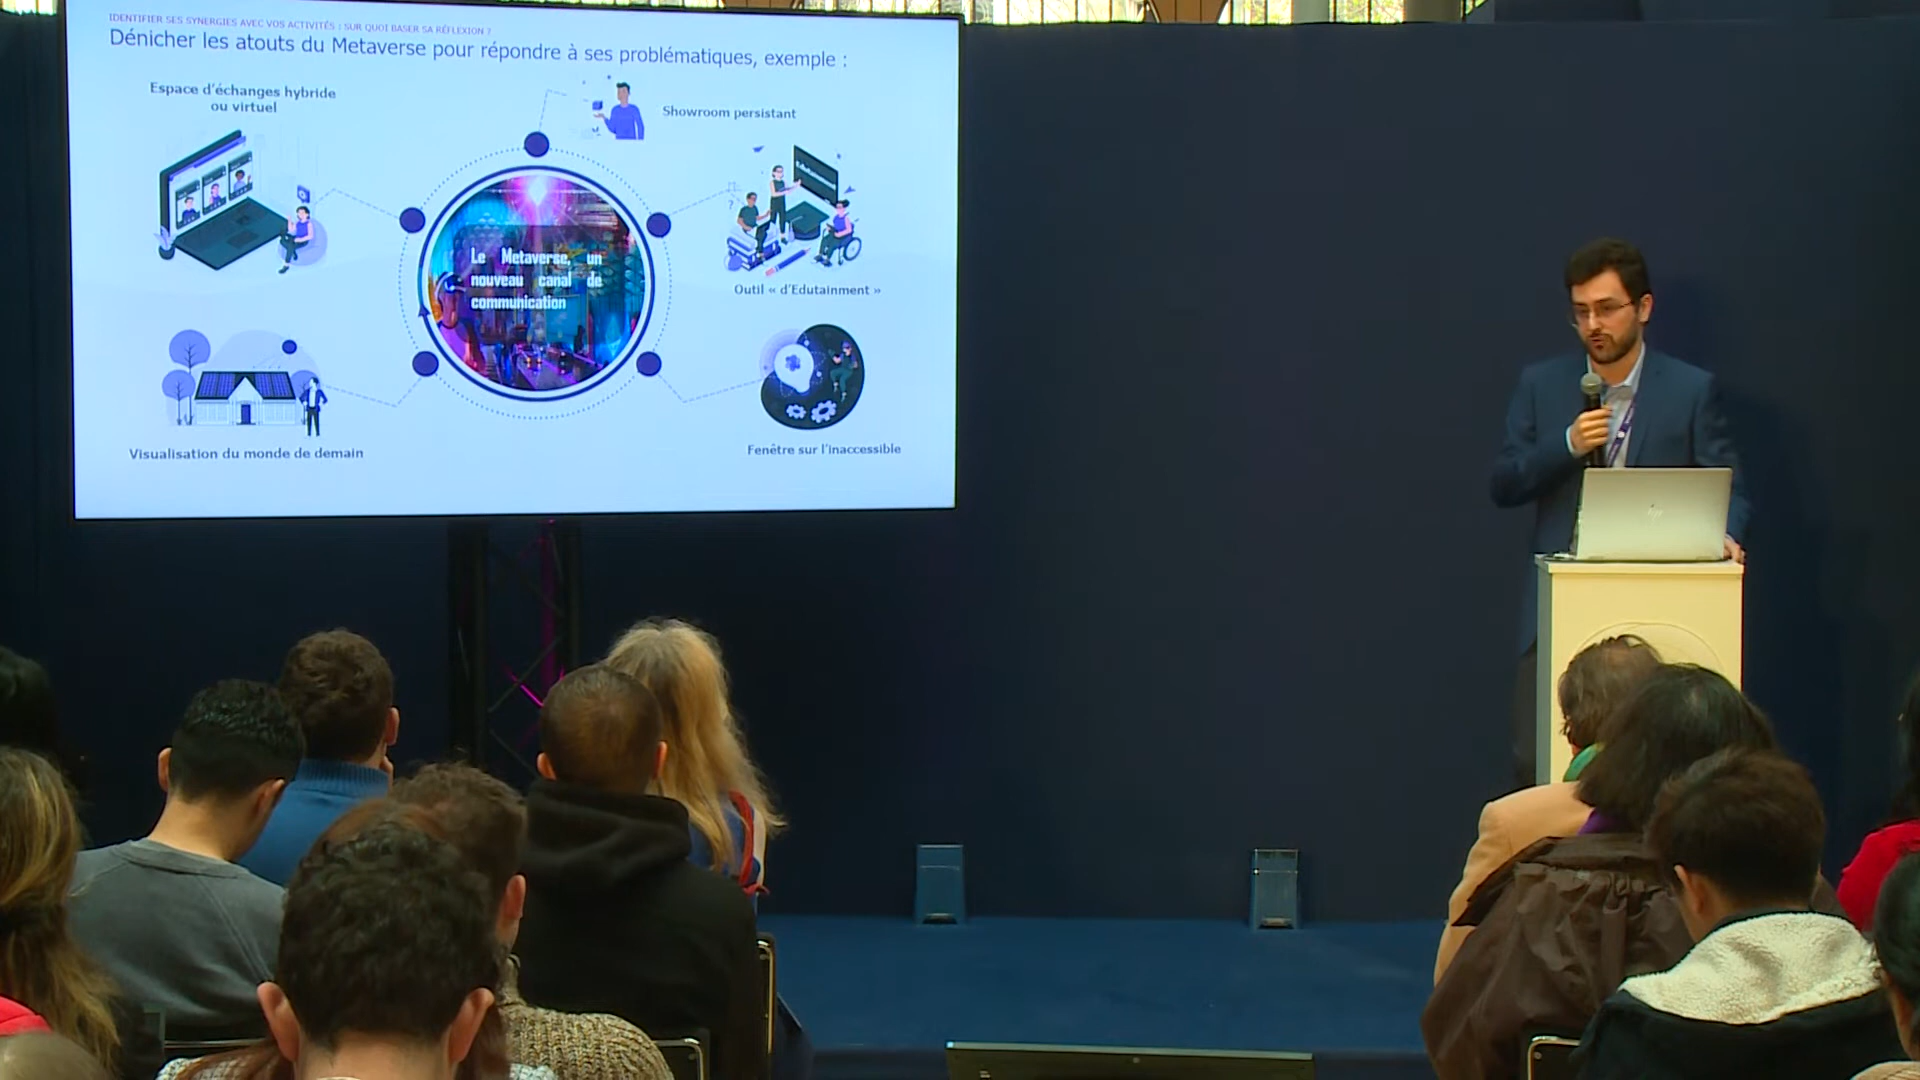 IDENTIFIER SES SYNERGIES AVEC VOS ACTIVITÉS : SUR QUOI BASER SA RÉFLEXION ?
Dénicher les atouts du Metaverse pour répondre à ses problématiques, exemple :
Espace d'échanges hybride
ou virtuel
Showroom persistant
Edutainment
Le Metaverse, un
nouveau canal de
communication
Outil « d'Edutainment »
Visualisation du monde de demain
Fenêtre sur l'inaccessible
hp